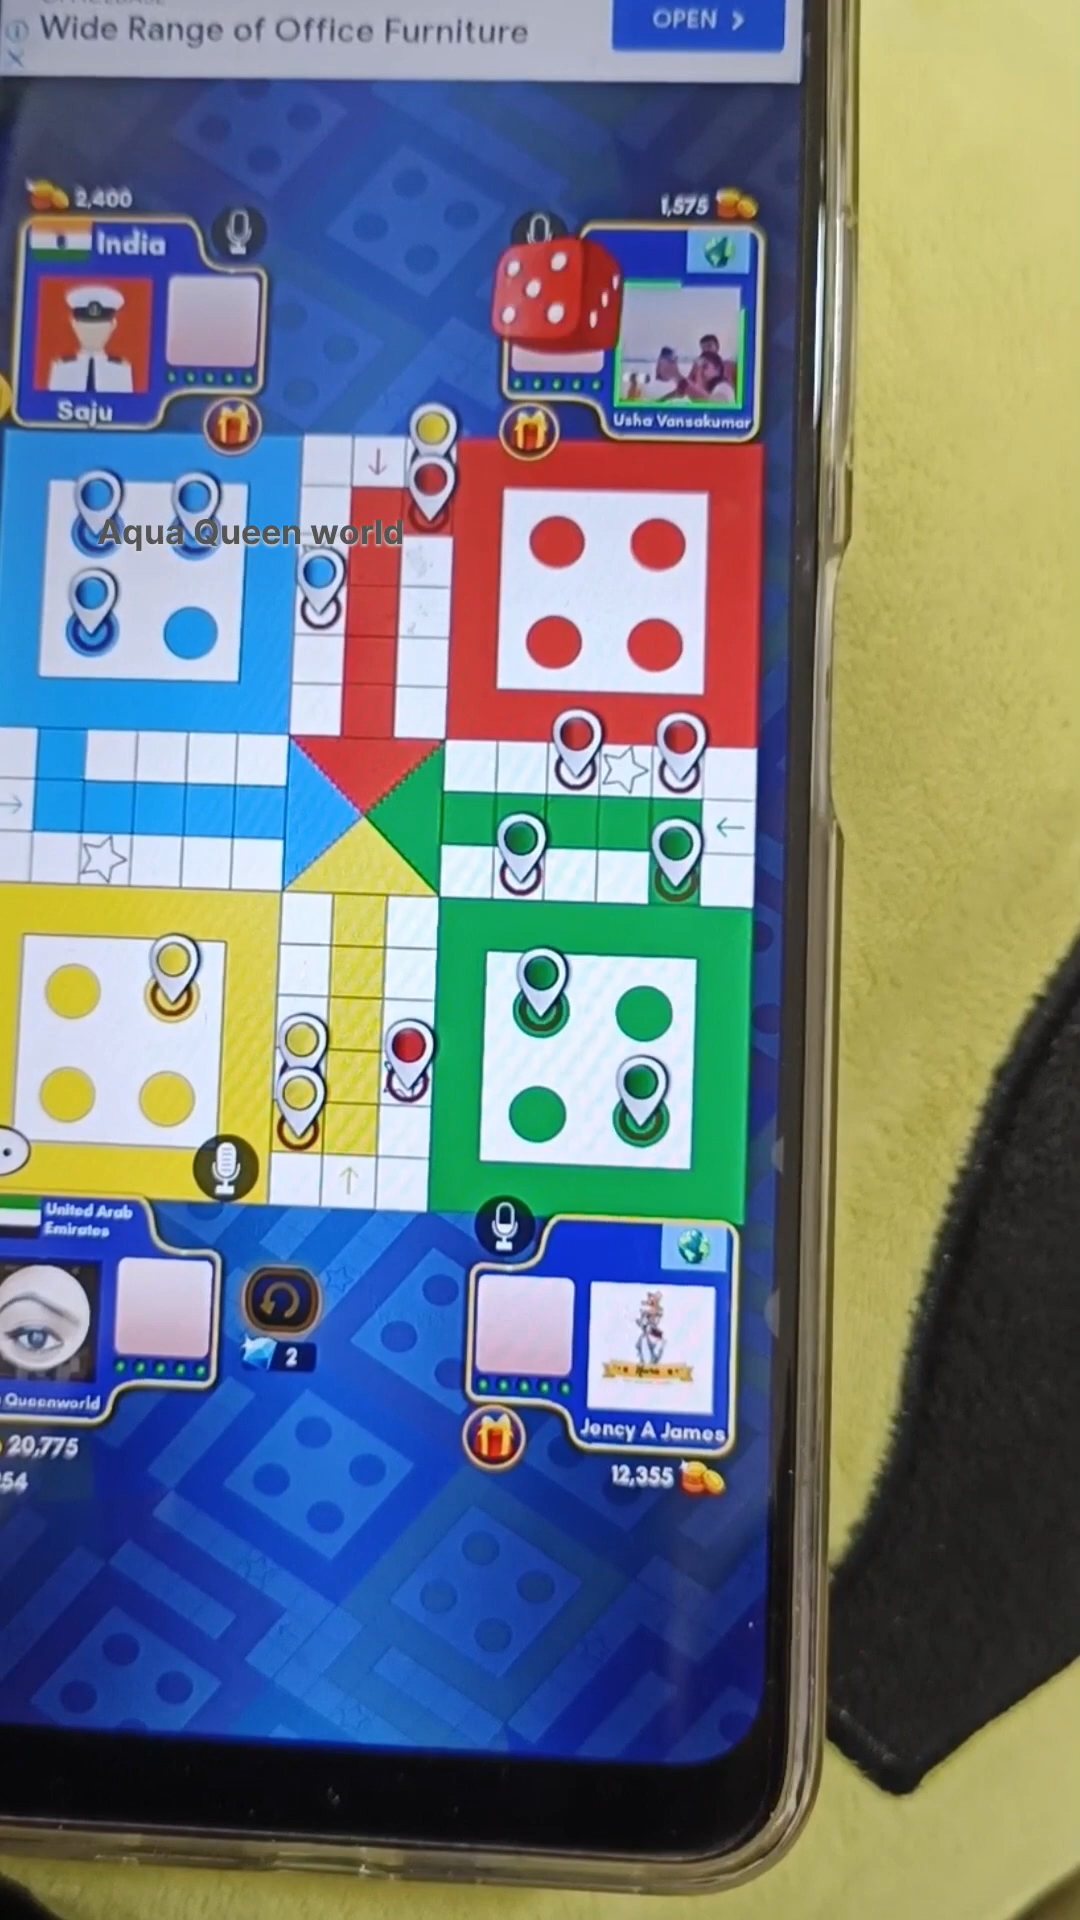 Wide Range of Office Furniture
OPEN >
2,400
1,575
India
Saju
Usha Vansakumar
Aqua Queen world
United Arab
Emirates
2
Queenworld
Jency A James
20,775
54
12,355